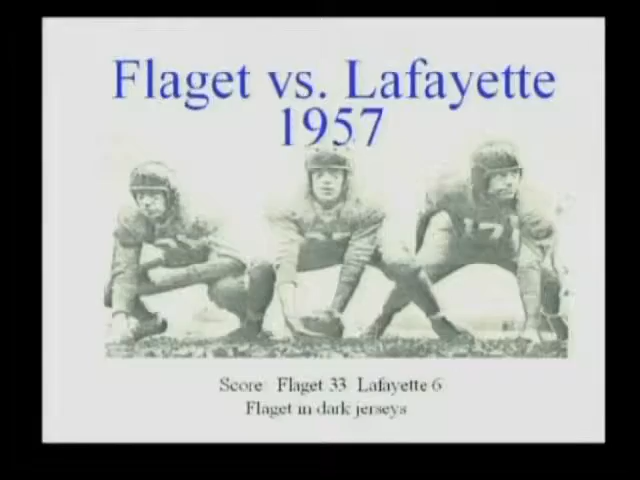 Flaget vs. Lafayette
1957
Score Flaget 33 Lafayette 6
Flaget in dark jerseys